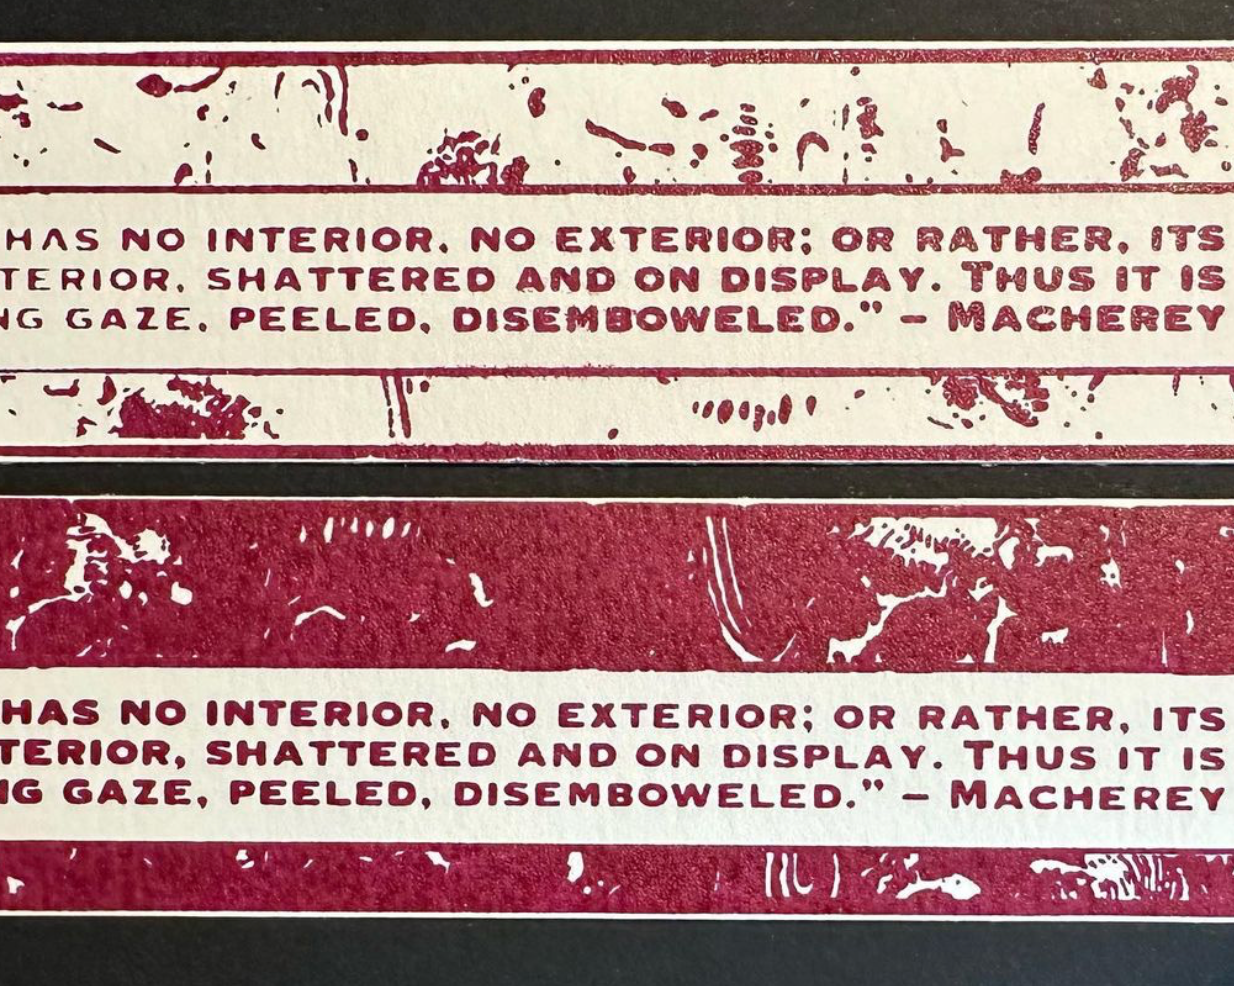 HAS NO INTERIOR, NO EXTERIOR; OR RATHER, ITS
TERIOR, SHATTERED AND ON DISPLAY. THUS IT IS
NG GAZE, PEELED, DISEMBOWELED.” – MACHEREY
HAS NO INTERIOR, NO EXTERIOR; OR RATHER, ITS
TERIOR, SHATTERED AND ON DISPLAY. THUS IT IS
NG GAZE, PEELED, DISEMBOWELED.” – MACHEREY